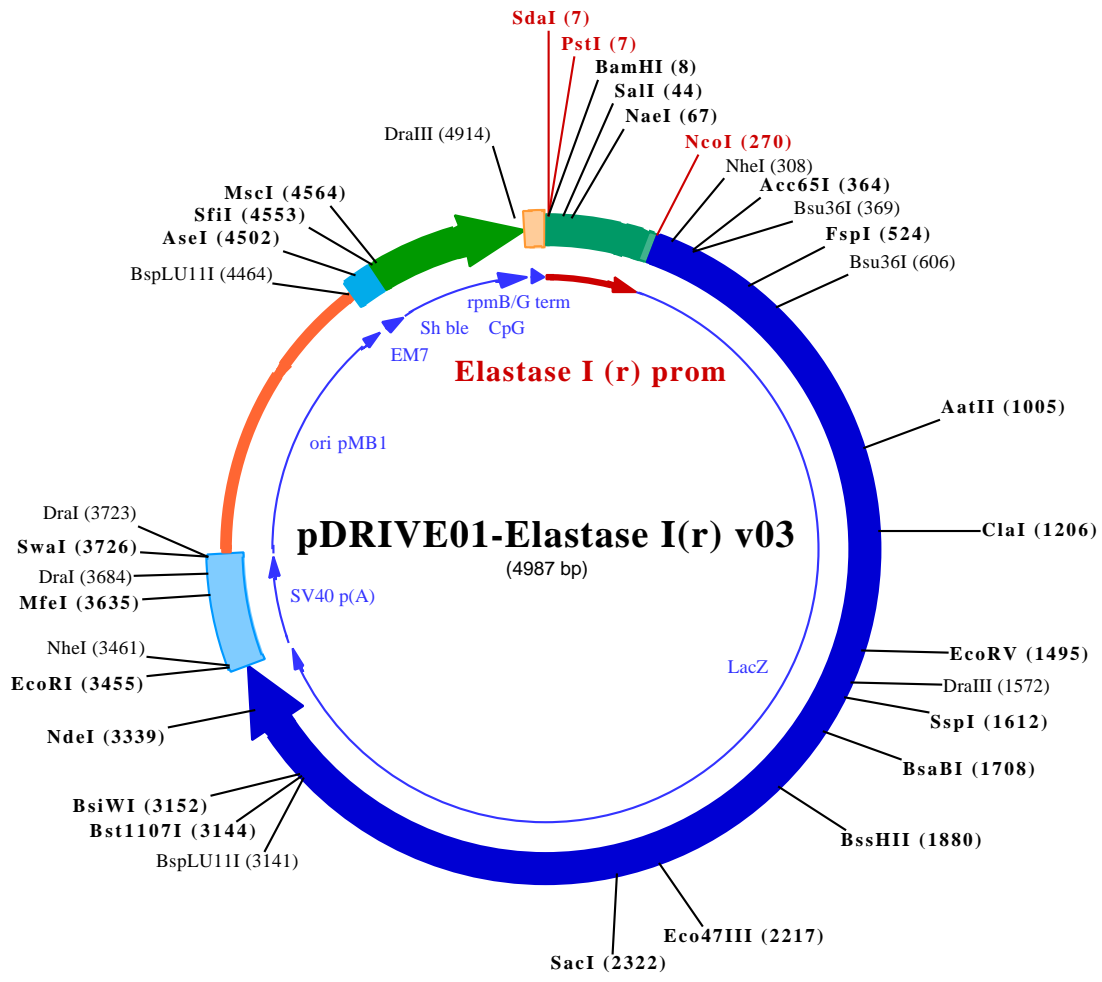 SdaI (7)
PstI (7)
BamHI (8)
SalI (44)
NaeI (67)
DraIII (4914)
NcoI (270)
NheI (308)
Acc65I (364)
MscI (4564)
Bsu36I (369)
SfiI (4553)
FspI (524)
AseI (4502)
Bsu36I (606)
BspLU11I (4464)
rpmB/G term
Sh ble CpG
EM7
Elastase I (r) prom
AatII (1005)
ori pMB1
DraI (3723)
ClaI (1206)
pDRIVE01-Elastase I(r) v03
SwaI (3726)
(4987 bp)
DraI (3684)
SV40 p(A)
MfeI (3635)
NheI (3461)
EcoRV (1495)
LacZ
EcoRI (3455)
DraIII (1572)
SspI (1612)
NdeI (3339)
BsaBI (1708)
BsiWI (3152)
Bst1107I (3144)
BssHII (1880)
BspLU11I (3141)
Eco47III (2217)
SacI (2322)